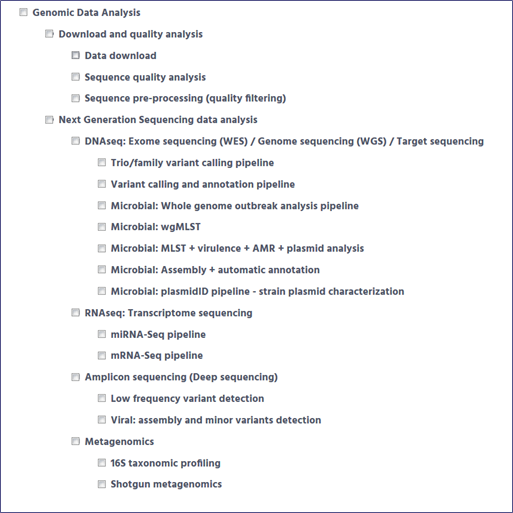 Genomic Data Analysis
Download and quality analysis
Data download
Sequence quality analysis
Sequence pre-processing (quality filtering)
Next Generation Sequencing data analysis
DNAseq: Exome sequencing (WES) / Genome sequencing (WGS) / Target sequencing
Trio/family variant calling pipeline
Variant calling and annotation pipeline
Microbial: Whole genome outbreak analysis pipeline
Microbial: wgMLST
Microbial: MLST + virulence + AMR + plasmid analysis
Microbial: Assembly + automatic annotation
Microbial: plasmidID pipeline - strain plasmid characterization
RNAseq: Transcriptome sequencing
miRNA-Seq pipeline
mRNA-Seq pipeline
Amplicon sequencing (Deep sequencing)
Low frequency variant detection
Viral: assembly and minor variants detection
Metagenomics
16S taxonomic profiling
Shotgun metagenomics